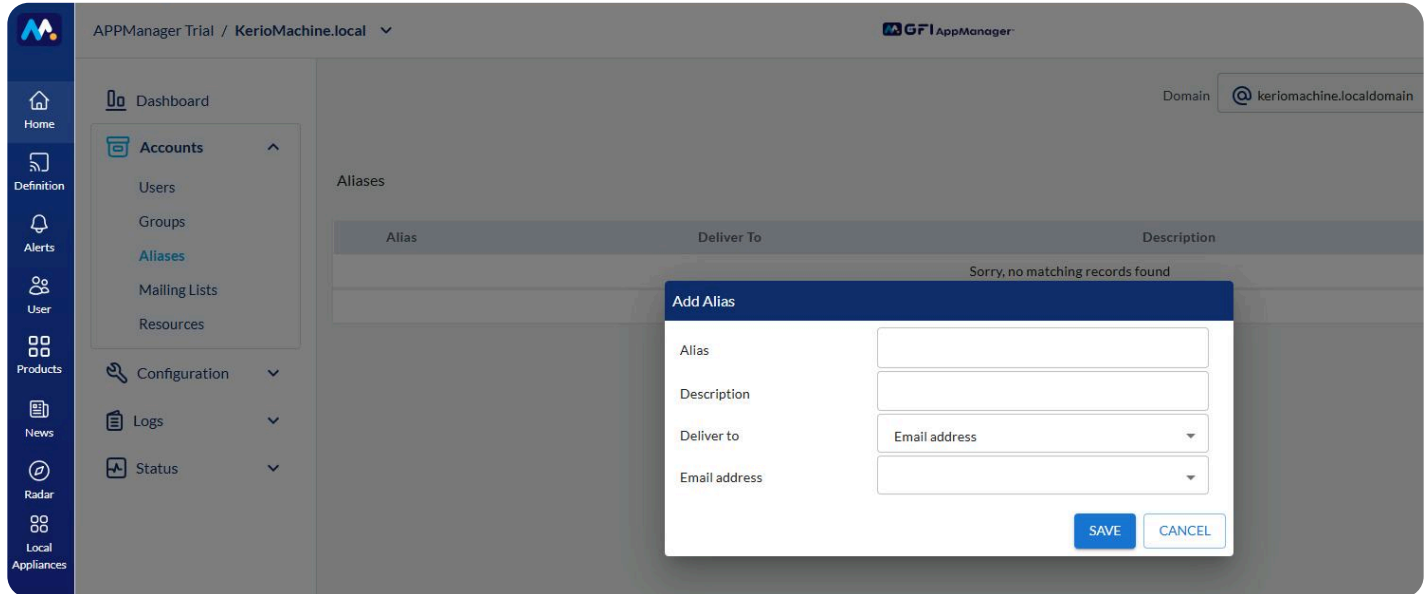 APPManager Trial / KerioMachine.local
GFI AppManager
Home
Definition
Alerts
User
Products
News
Radar
Local
Appliances
Dashboard
Accounts
Users
Groups
Aliases
Mailing Lists
Resources
Configuration
Logs
Status
Domain @ keriomachine.localdomain
Aliases
Alias Deliver To Description
Sorry, no matching records found
Add Alias
Alias
Description
Deliver to Email address
Email address
SAVE CANCEL